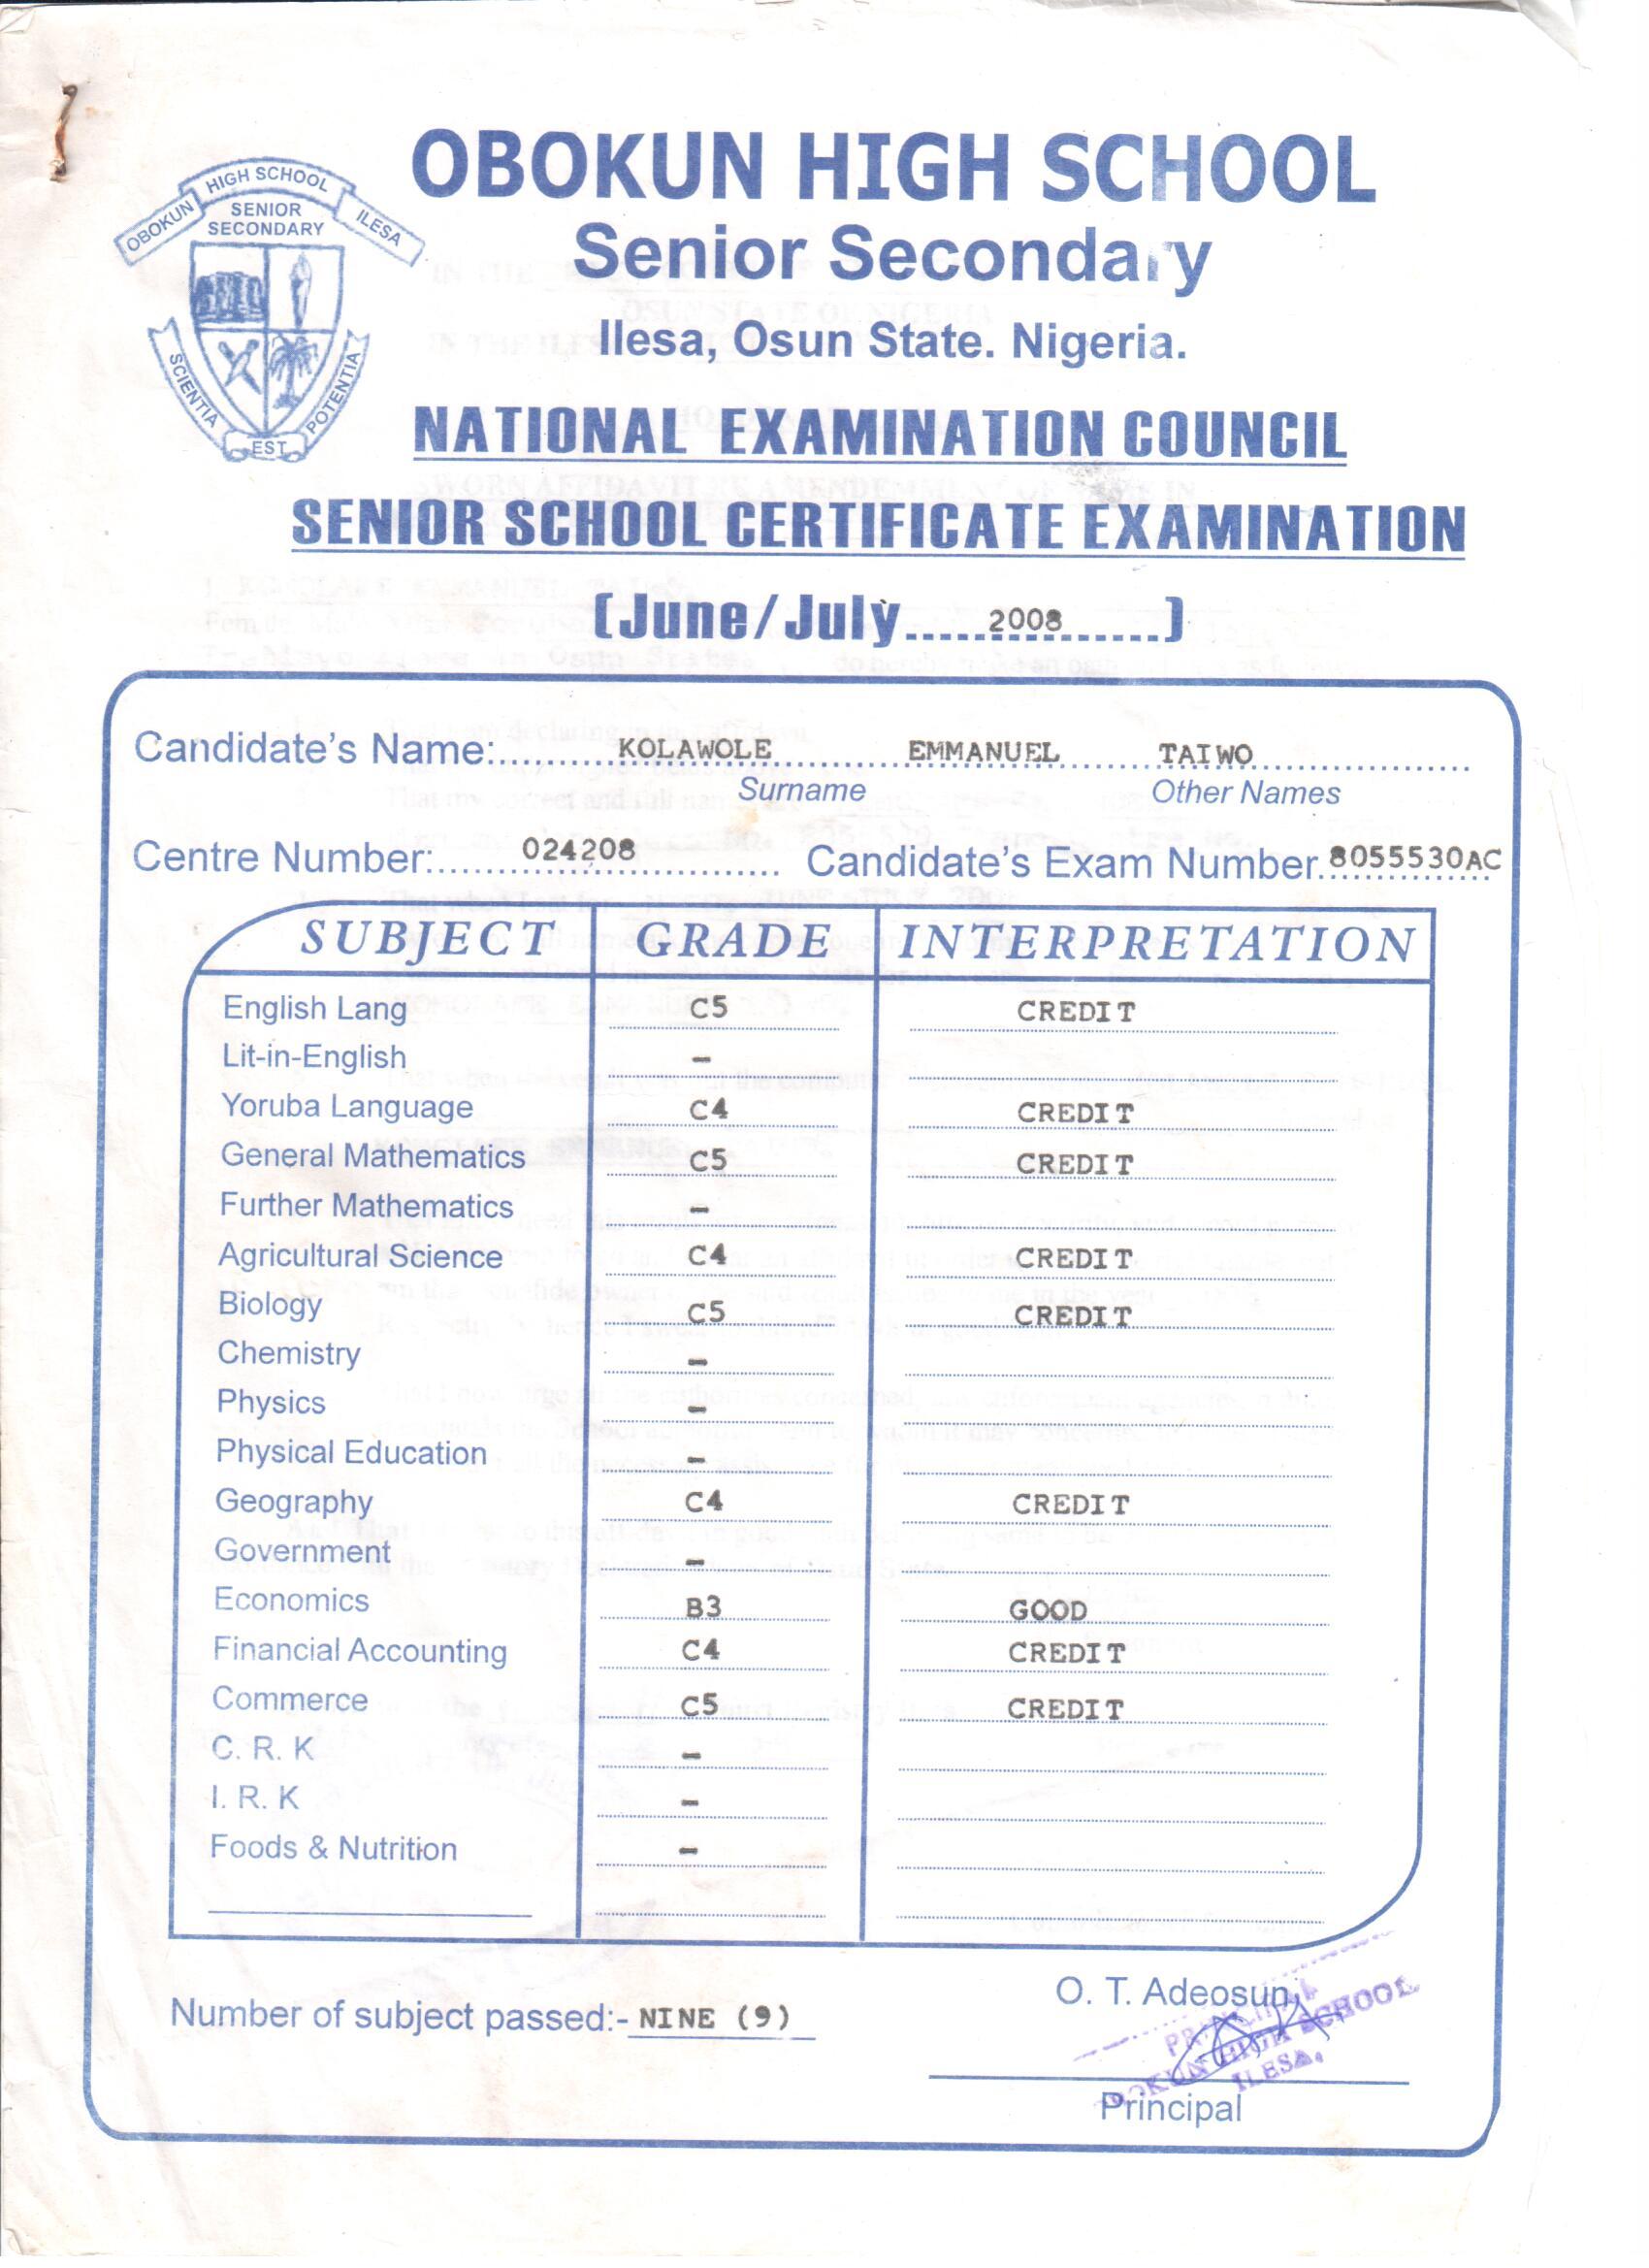 OBOKUN HIGH SCHOOL ILESA
SENIOR
SECONDARY
SCIENTIA EST POTENTIA
OBOKUN HIGH SCHOOL
Senior Secondary
Ilesa, Osun State. Nigeria.
NATIONAL EXAMINATION COUNCIL
SENIOR SCHOOL CERTIFICATE EXAMINATION
(June/July.....2008..........)
Candidate's Name:..........KOLAWOLE EMMANUEL TAIWO
Surname Other Names
Centre Number:.......024208.......... Candidate's Exam Number.8055530AC
SUBJECT GRADE INTERPRETATION
English Lang C5 CREDIT
Lit-in-English -
Yoruba Language C4 CREDIT
General Mathematics C5 CREDIT
Further Mathematics -
Agricultural Science C4 CREDIT
Biology C5 CREDIT
Chemistry -
Physics -
Physical Education -
Geography C4 CREDIT
Government -
Economics B3 GOOD
Financial Accounting C4 CREDIT
Commerce C5 CREDIT
C. R. K -
I. R. K -
Foods & Nutrition -
Number of subject passed:- NINE (9)
O. T. Adeosun,
PRINCIPAL
OBOKUN HIGH SCHOOL
ILESA.
Principal